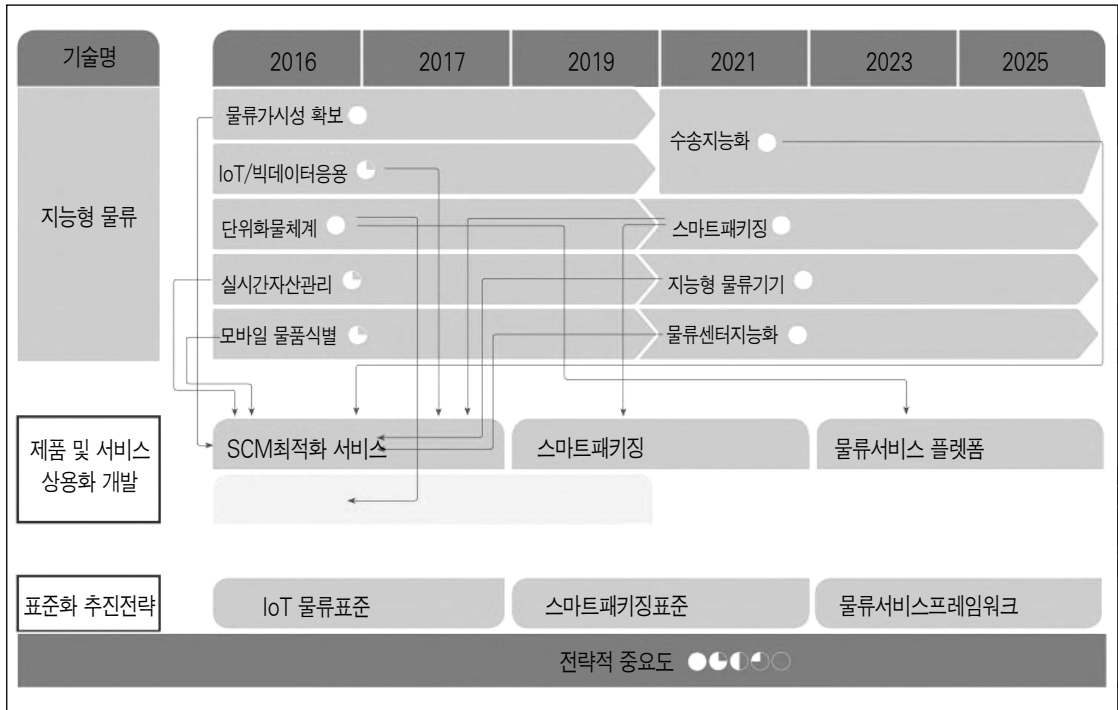 기술명
2016
2017
2019
2021
2023
2025
지능형 물류
물류가시성 확보
IoT/빅데이터응용
단위화물체계
실시간자산관리
모바일 물품식별
수송지능화
스마트패키징
지능형 물류기기
물류센터지능화
제품 및 서비스
상용화 개발
SCM최적화 서비스
스마트패키징
물류서비스 플렛폼
표준화 추진전략
IoT 물류표준
스마트패키징표준
물류서비스프레임워크
전략적 중요도